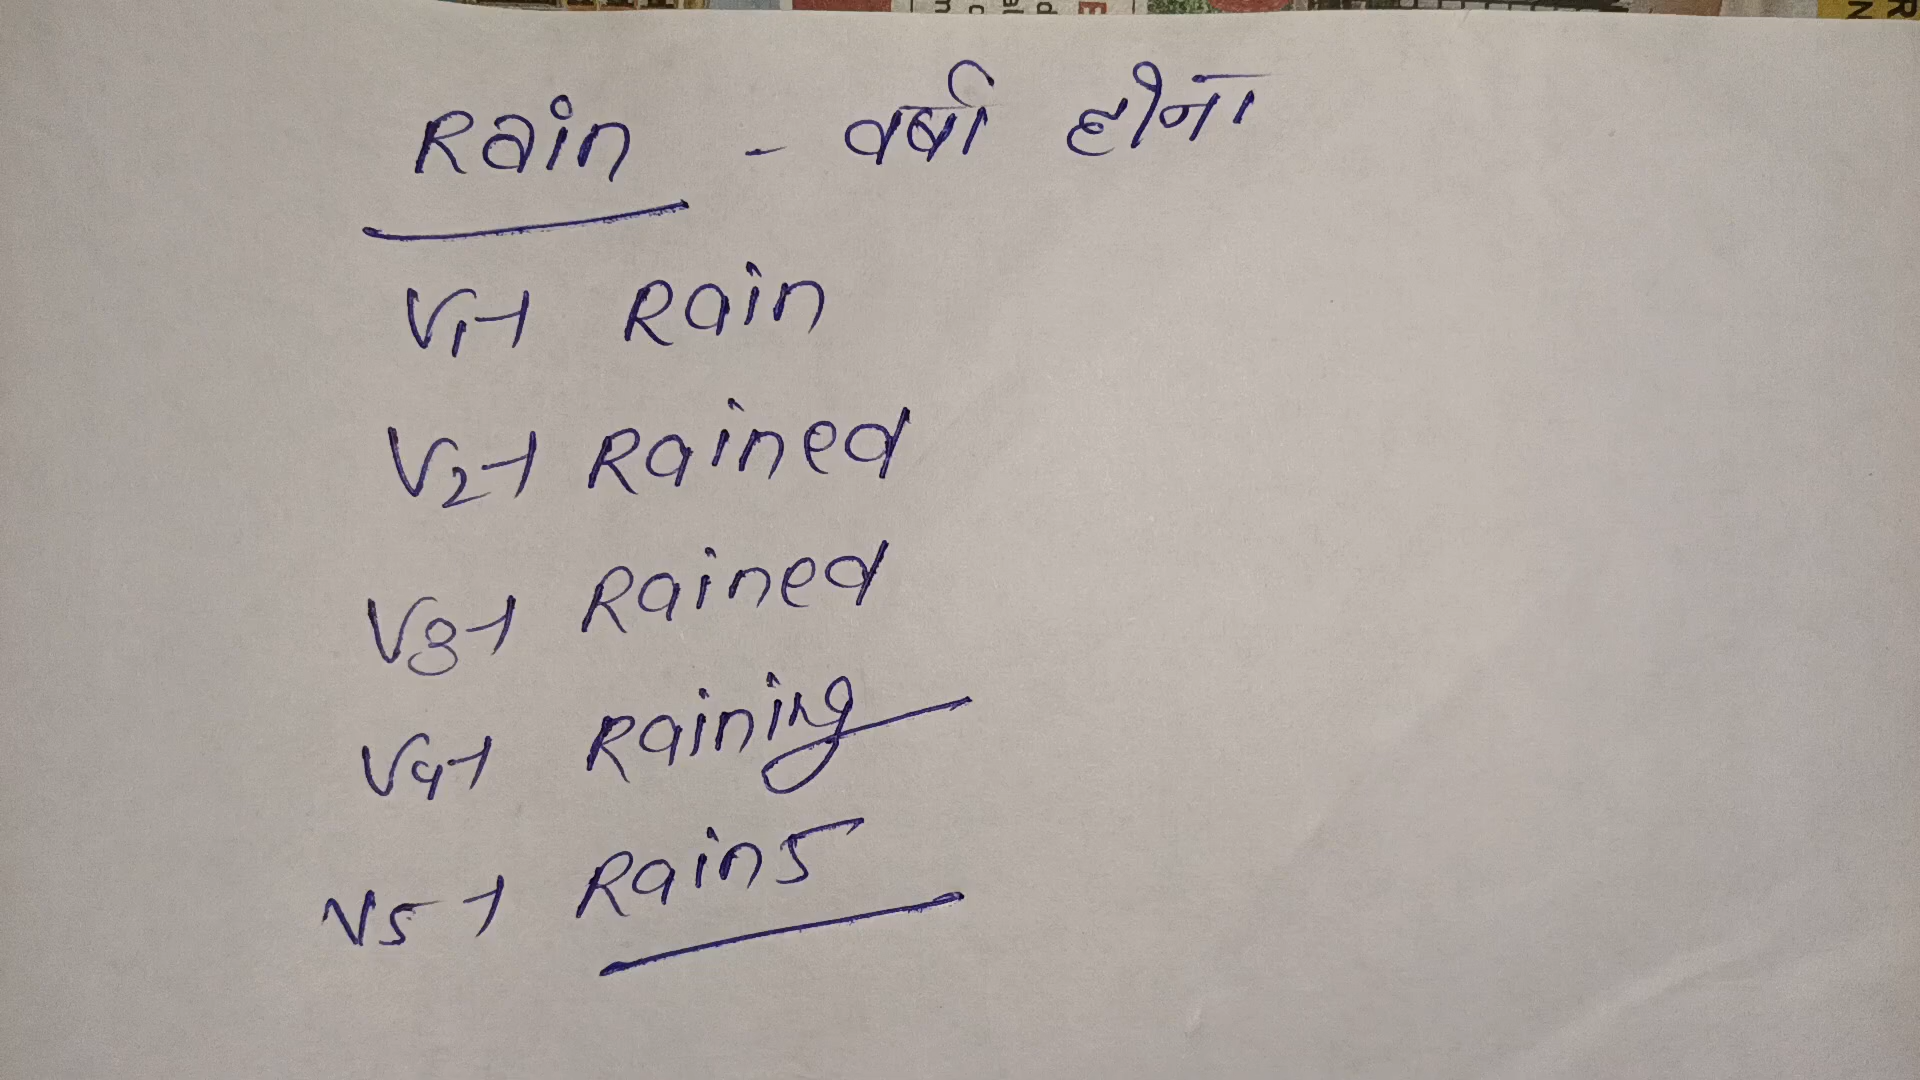 Rain - वर्षा होना
V1→ Rain
V2→ Rained
V3→ Rained
V4→ Raining
V5→ Rains